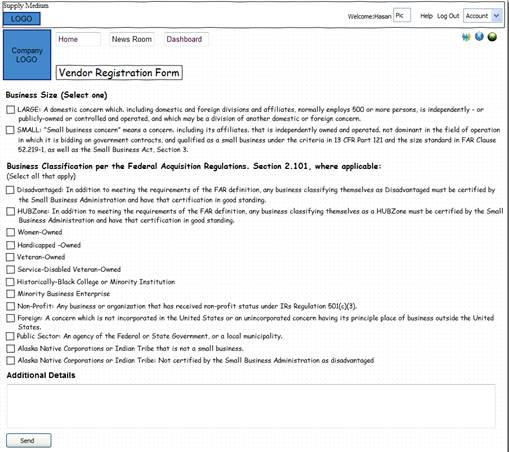 Supply Medium
LOGO
Welcome:Hasan Pic Help Log Out Account
Company
LOGO
Home News Room Dashboard
Vendor Registration Form
Business Size (Select one)
LARGE: A domestic concern which, including domestic and foreign divisions and affiliates, normally employs 500 or more persons, is independently - or
publicly-owned or controlled and operated, and which may be a division of another domestic or foreign concern.
SMALL: "Small business concern" means a concern, including its affiliates, that is independently owned and operated, not dominant in the field of operation
in which it is bidding on government contracts, and qualified as a small business under the criteria in 13 CFR Part 121 and the size standard in FAR Clause
52.219-1, as well as the Small Business Act, Section 3.
Business Classification per the Federal Acquisition Regulations. Section 2.101, where applicable:
(Select all that apply)
Disadvantaged: In addition to meeting the requirements of the FAR definition, any business classifying themselves as Disadvantaged must be certified by
the Small Business Administration and have that certification in good standing.
HUBZone: In addition to meeting the requirements of the FAR definition, any business classifying themselves as a HUBZone must be certified by the Small
Business Administration and have that certification in good standing.
Women-Owned
Handicapped -Owned
Veteran-Owned
Service-Disabled Veteran-Owned
Historically-Black College or Minority Institution
Minority Business Enterprise
Non-Profit: Any business or organization that has received non-profit status under IRs Regulation 501(c)(3).
Foreign: A concern which is not incorporated in the United States or an unincorporated concern having its principle place of business outside the United
States.
Public Sector: An agency of the Federal or State Government, or a local municipality.
Alaska Native Corporations or Indian Tribe that is not a small business.
Alaska Native Corporations or Indian Tribe: Not certified by the Small Business Administration as disadvantaged
Additional Details
Send